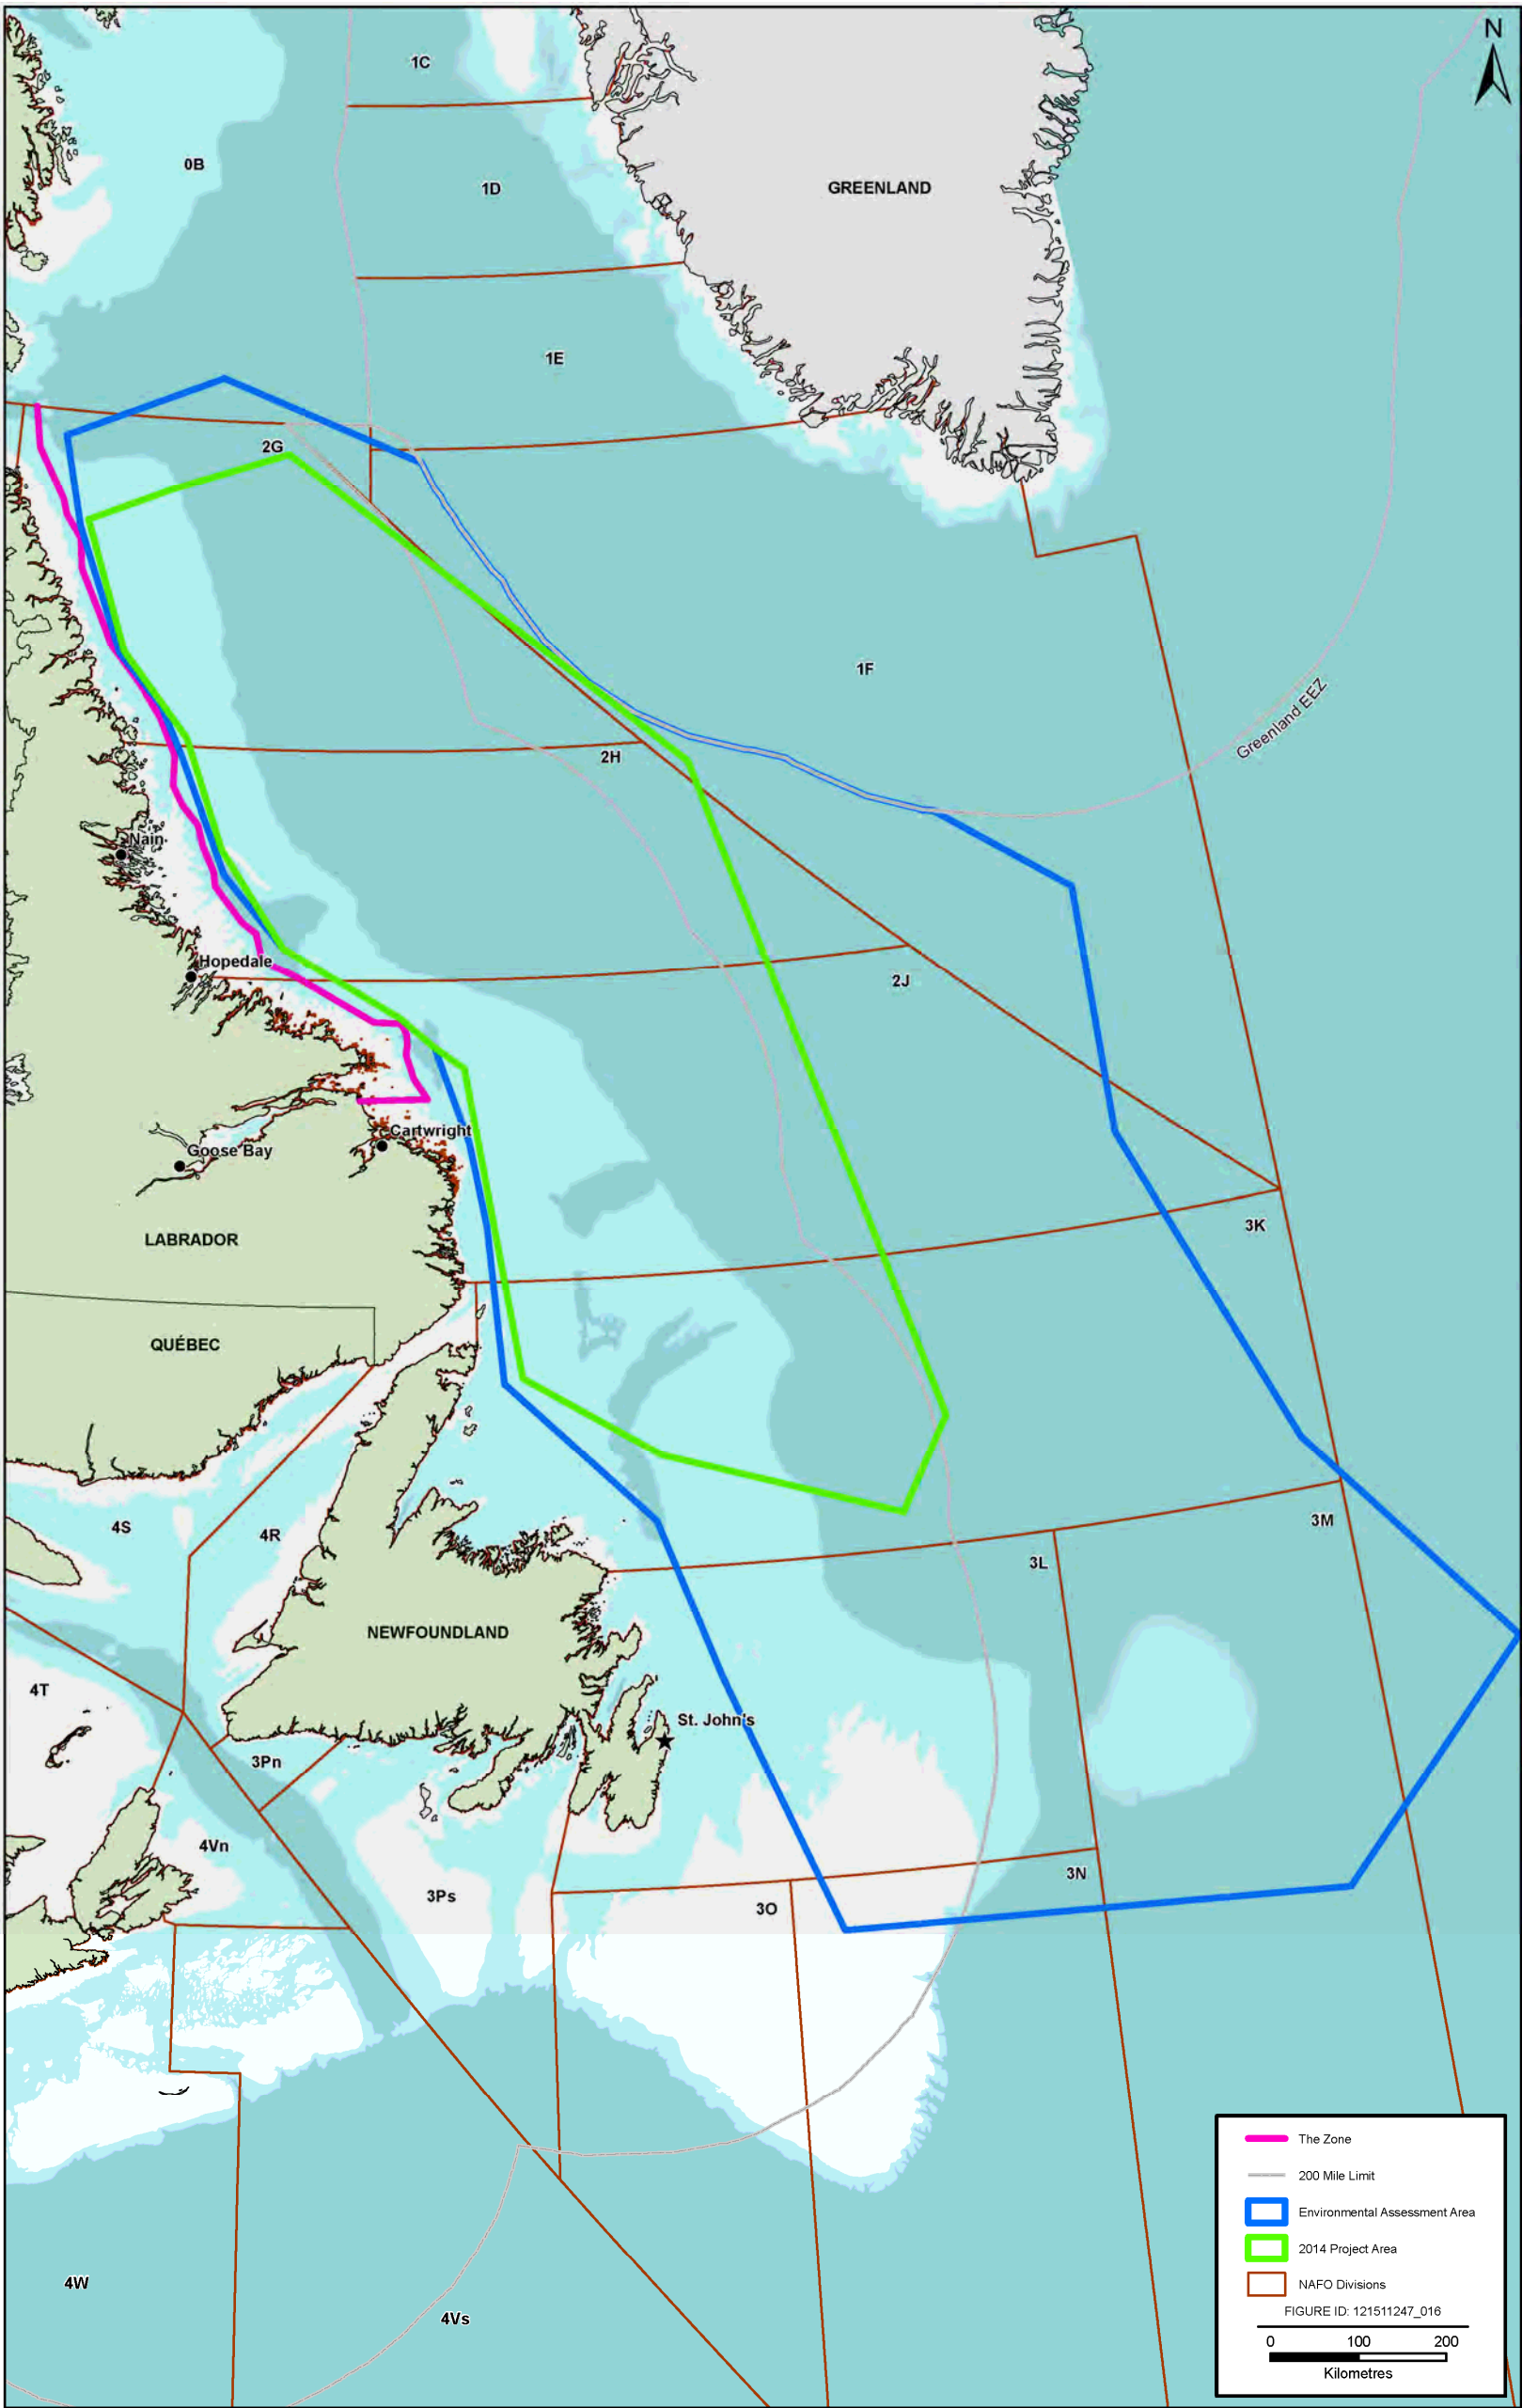 N
1C
0B
1D
GREENLAND
1E
2G
1F
Greenland EEZ
2H
Nain
Hopedale
2J
Cartwright
Goose Bay
3K
LABRADOR
QUÉBEC
3M
4S
4R
3L
NEWFOUNDLAND
4T
St. John's
3Pn
4Vn
3N
3Ps
3O
The Zone
200 Mile Limit
Environmental Assessment Area
2014 Project Area
NAFO Divisions
FIGURE ID: 121511247_016
0 100 200
Kilometres
4W
4Vs